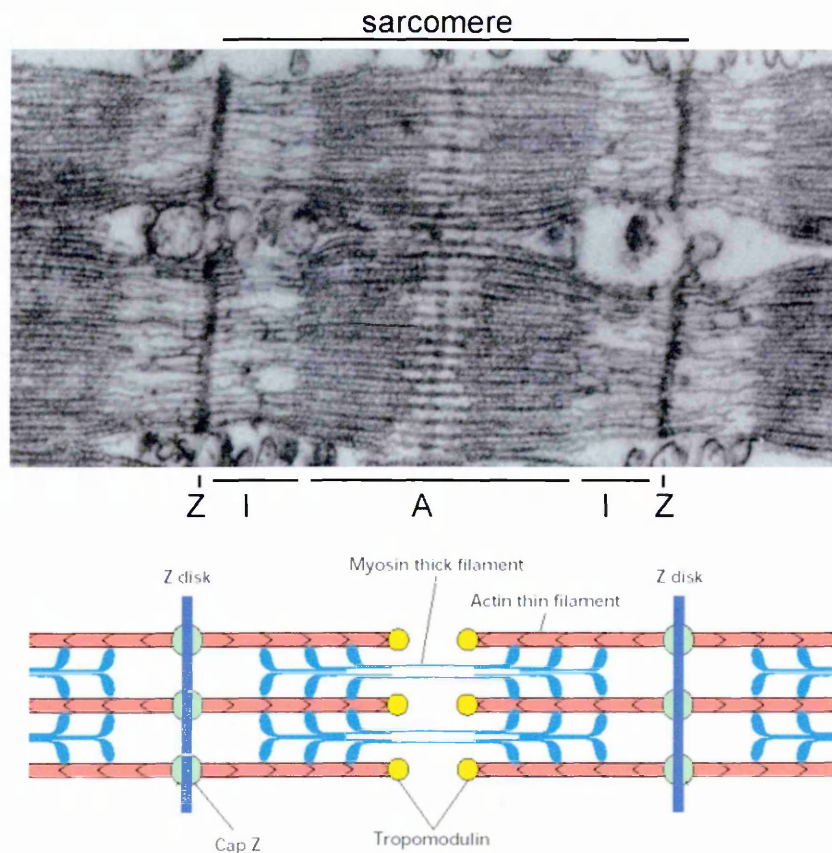 sarcomere
Z I A I Z
Myosin thick filament
Z disk
Z disk
Actin thin filament
Cap Z
Tropomodulin